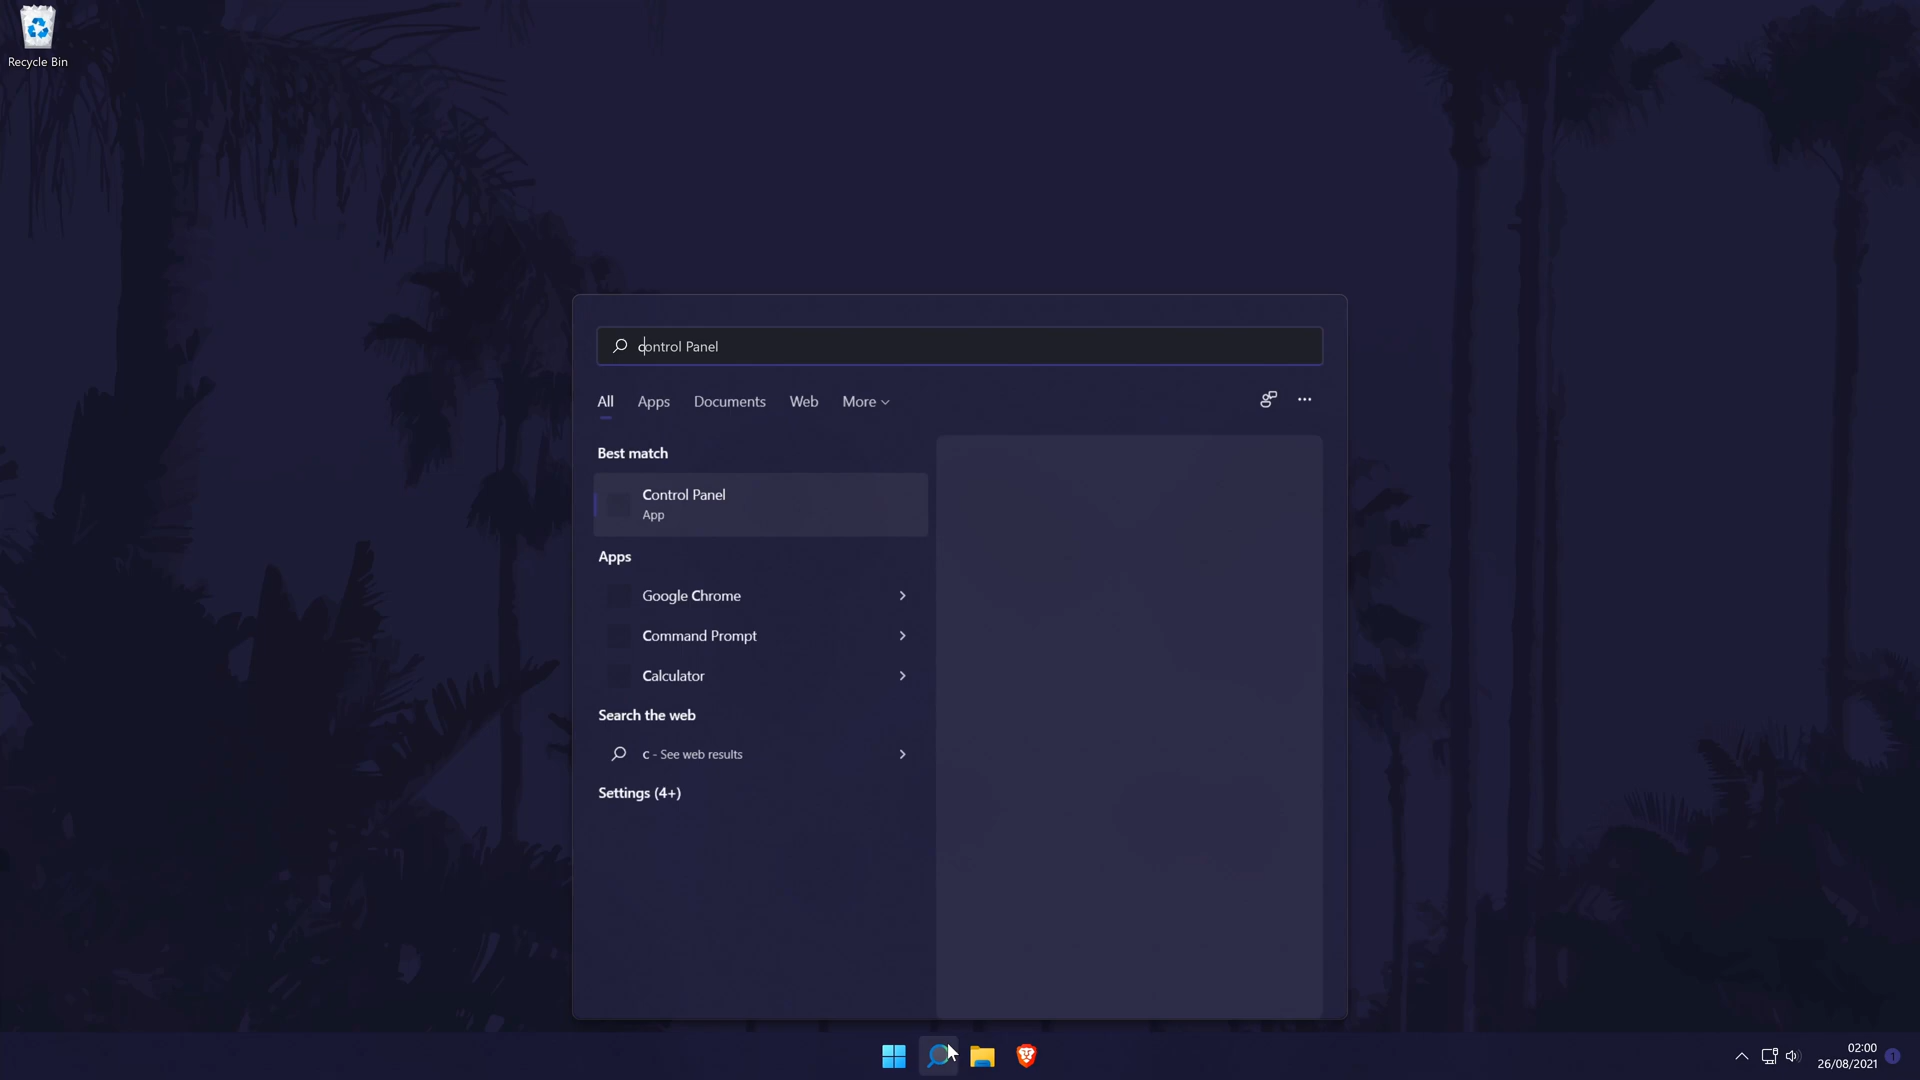 Recycle Bin
control Panel
All Apps Documents Web More
Best match
Control Panel
App
Apps
Google Chrome
Command Prompt
Calculator
Search the web
c - See web results
Settings (4+)
02:00
26/08/2021
1